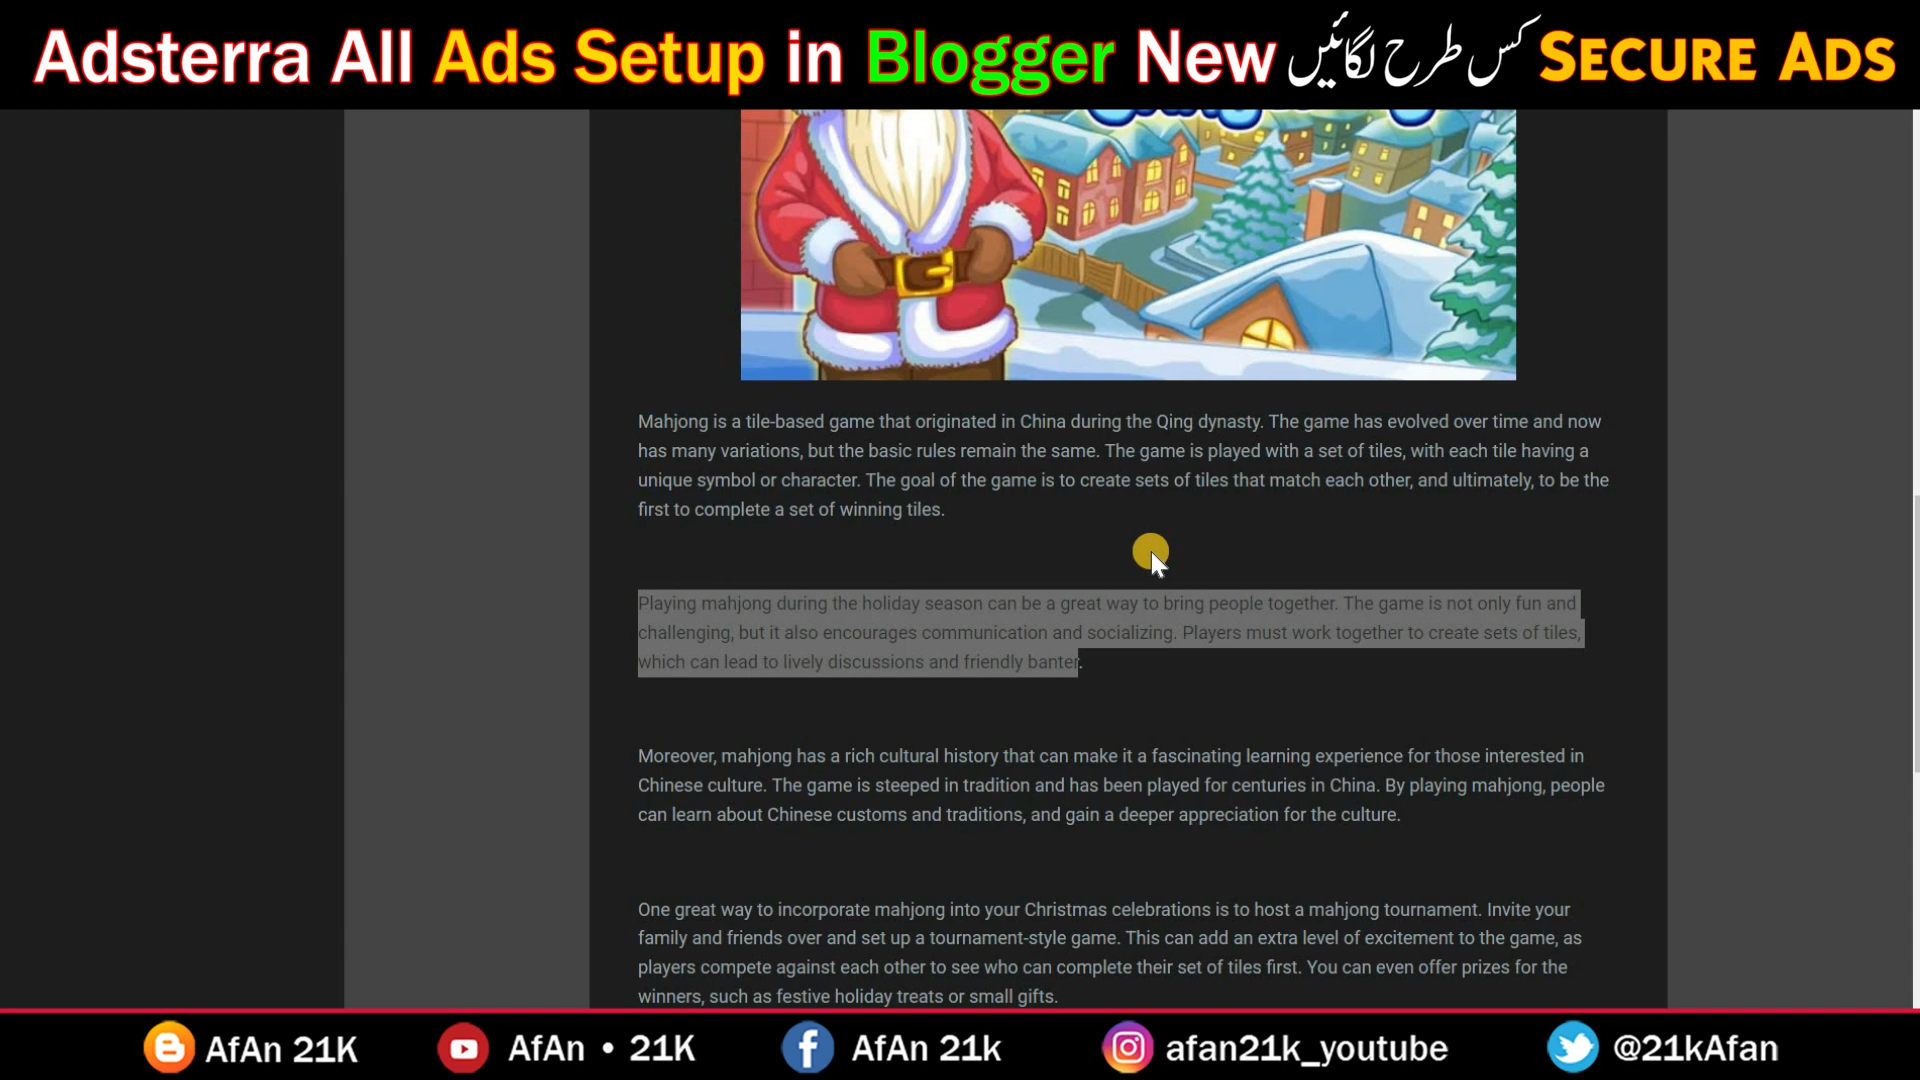 Adsterra All Ads Setup in Blogger New کس طرح لگائیں SECURE ADS
Mahjong is a tile-based game that originated in China during the Qing dynasty. The game has evolved over time and now
has many variations, but the basic rules remain the same. The game is played with a set of tiles, with each tile having a
unique symbol or character. The goal of the game is to create sets of tiles that match each other, and ultimately, to be the
first to complete a set of winning tiles.
Playing mahjong during the holiday season can be a great way to bring people together. The game is not only fun and
challenging, but it also encourages communication and socializing. Players must work together to create sets of tiles,
which can lead to lively discussions and friendly banter.
Moreover, mahjong has a rich cultural history that can make it a fascinating learning experience for those interested in
Chinese culture. The game is steeped in tradition and has been played for centuries in China. By playing mahjong, people
can learn about Chinese customs and traditions, and gain a deeper appreciation for the culture.
One great way to incorporate mahjong into your Christmas celebrations is to host a mahjong tournament. Invite your
family and friends over and set up a tournament-style game. This can add an extra level of excitement to the game, as
players compete against each other to see who can complete their set of tiles first. You can even offer prizes for the
winners, such as festive holiday treats or small gifts.
AfAn 21K AfAn • 21K AfAn 21k afan21k_youtube @21kAfan